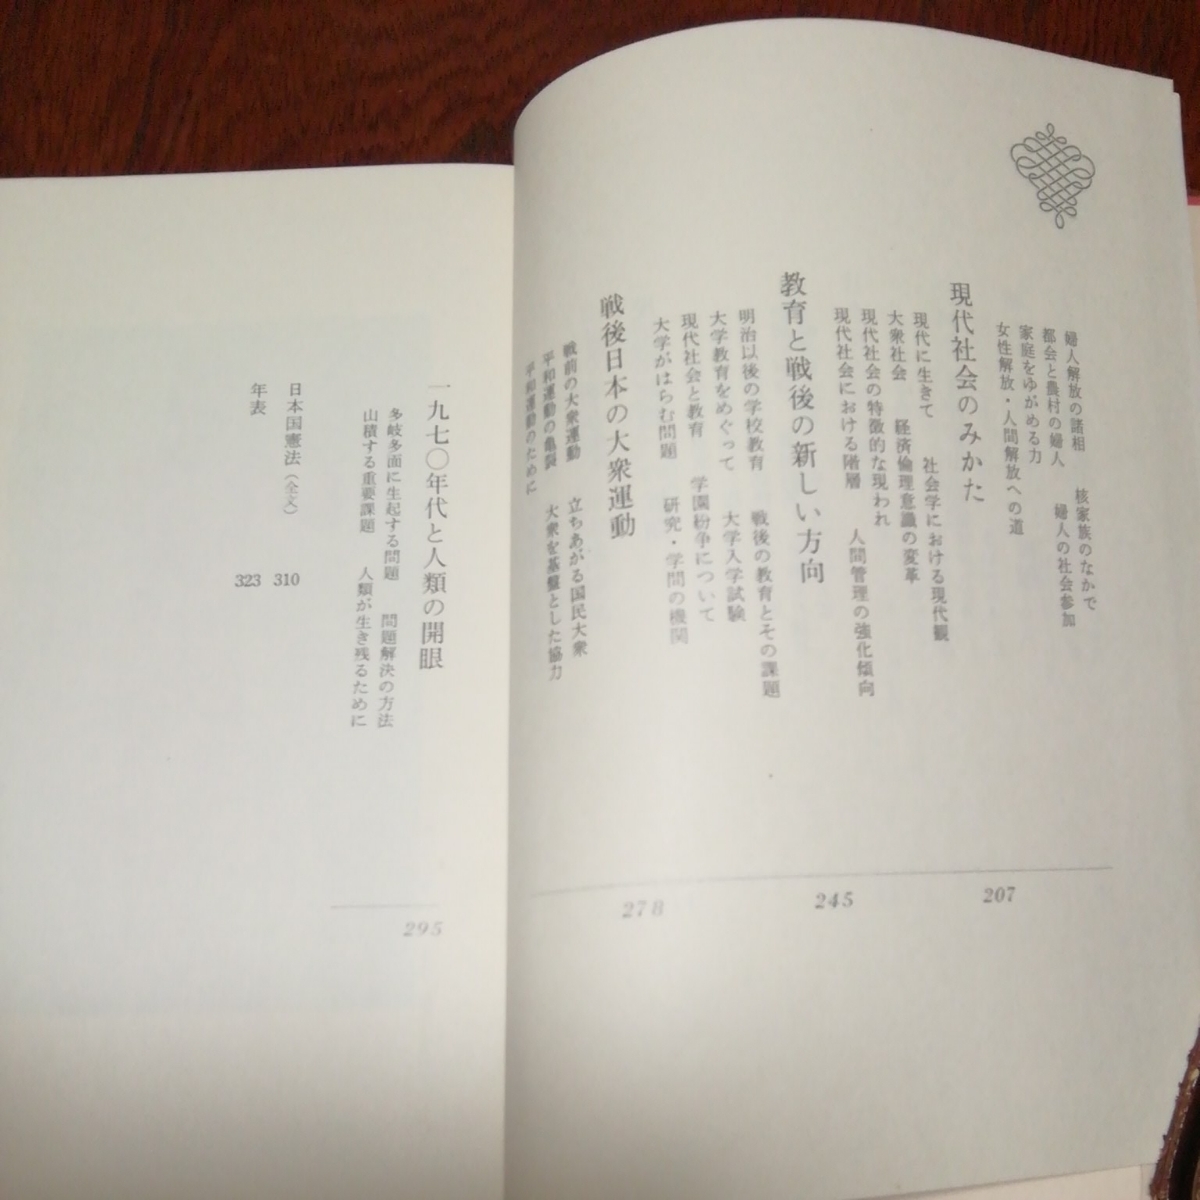 婦人解放の諸相　核家族のなかで
都会と農村の婦人　婦人の社会参加
家庭をゆがめる力
女性解放・人間解放への道
現代社会のみかた
207
現代に生きて　社会学における現代観
大衆社会　経済倫理意識の変革
現代社会の特徴的な現われ
現代社会における階層　人間管理の強化傾向
教育と戦後の新しい方向
245
明治以後の学校教育　戦後の教育とその課題
大学教育をめぐって　大学入学試験
現代社会と教育　学園紛争について
大学がはらむ問題　研究・学問の機関
戦後日本の大衆運動
278
戦前の大衆運動　立ちあがる国民大衆
平和運動の亀裂　大衆を基盤とした協力
平和運動のために
一九七〇年代と人類の開眼
295
多岐多面に生起する問題　問題解決の方法
山積する重要課題　人類が生き残るために
日本国憲法（全文）　310
年表　323